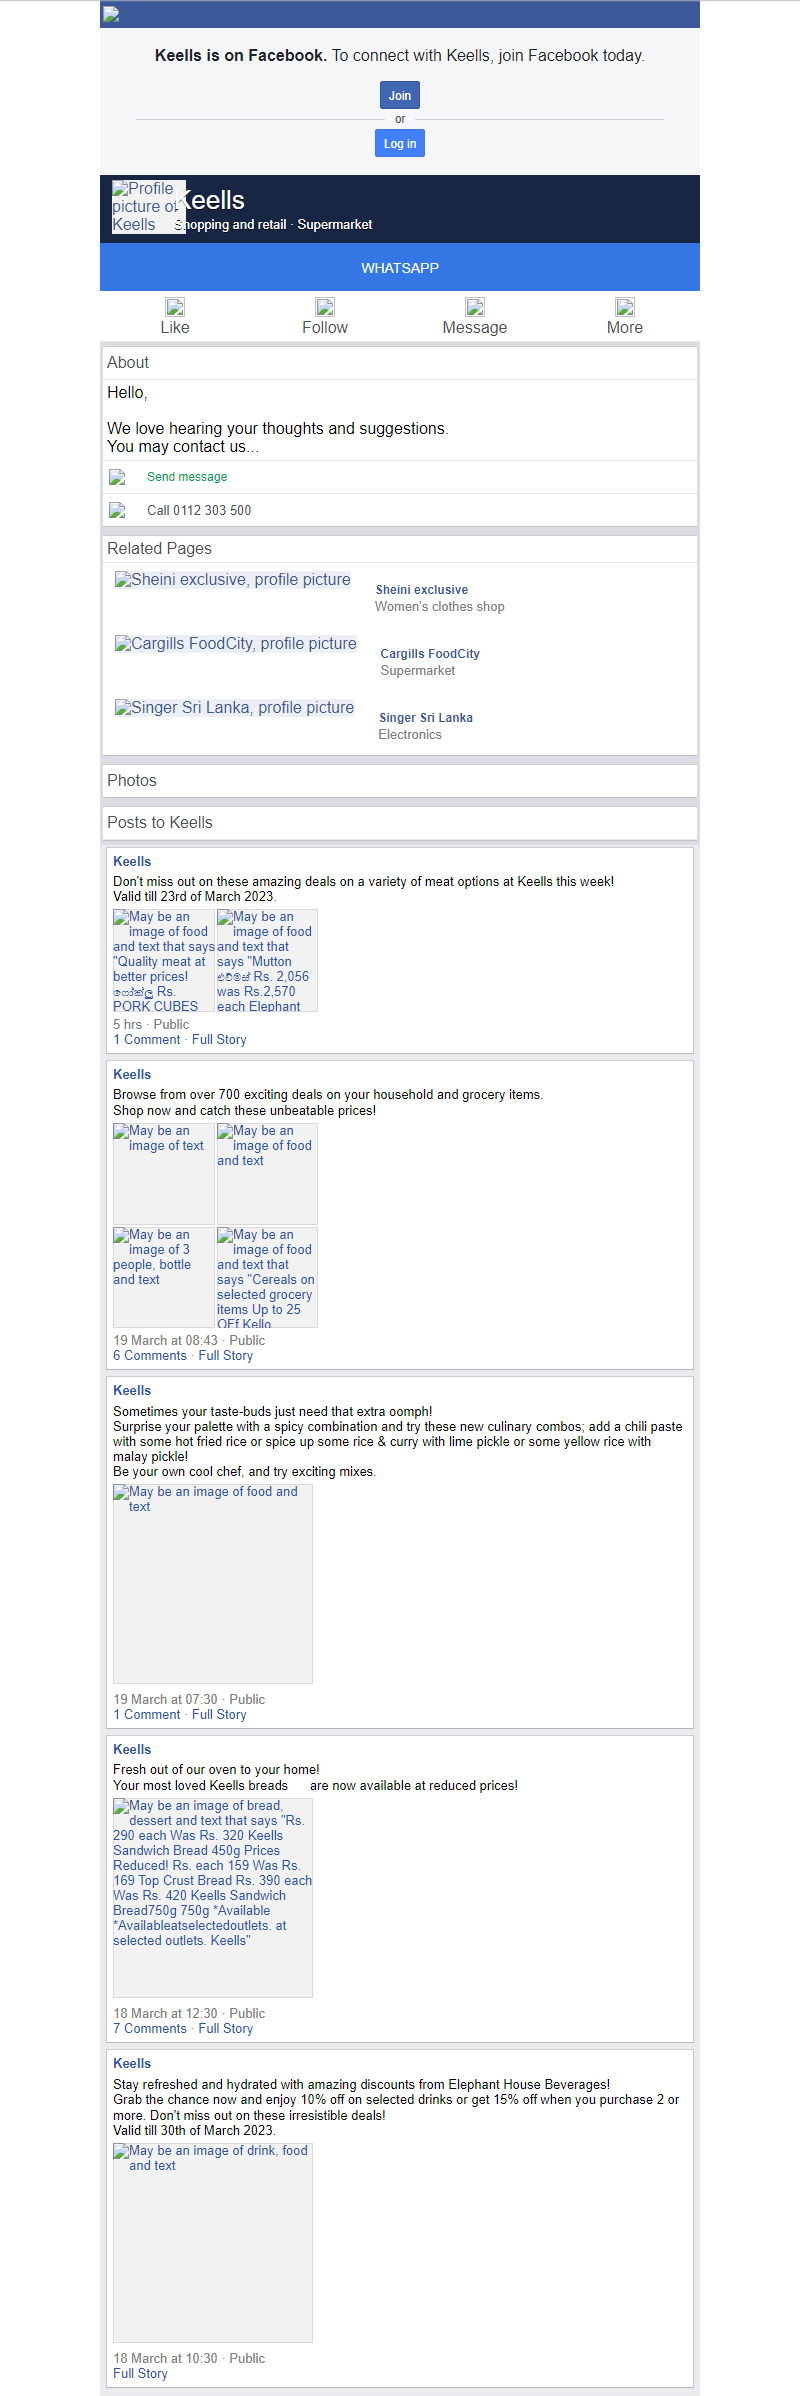 Keells is on Facebook. To connect with Keells, join Facebook today.
Join
or
Log in
Profile
picture of
Keells
Keells
Shopping and retail · Supermarket
WHATSAPP
Like
Follow
Message
More
About
Hello,
We love hearing your thoughts and suggestions.
You may contact us...
Send message
Call 0112 303 500
Related Pages
Sheini exclusive, profile picture
Sheini exclusive
Women's clothes shop
Cargills FoodCity, profile picture
Cargills FoodCity
Supermarket
Singer Sri Lanka, profile picture
Singer Sri Lanka
Electronics
Photos
Posts to Keells
Keells
Don't miss out on these amazing deals on a variety of meat options at Keells this week!
Valid till 23rd of March 2023.
May be an
image of food
and text that says
"Quality meat at
better prices!
Rs.
PORK CUBES
May be an
image of food
and text that
says "Mutton
Rs. 2,056
was Rs.2,570
each Elephant
5 hrs · Public
1 Comment · Full Story
Keells
Browse from over 700 exciting deals on your household and grocery items.
Shop now and catch these unbeatable prices!
May be an
image of text
May be an
image of food
and text
May be an
image of 3
people, bottle
and text
May be an
image of food
and text that
says "Cereals on
selected grocery
items Up to 25
OFf Kello
19 March at 08:43 · Public
6 Comments · Full Story
Keells
Sometimes your taste-buds just need that extra oomph!
Surprise your palette with a spicy combination and try these new culinary combos; add a chili paste
with some hot fried rice or spice up some rice & curry with lime pickle or some yellow rice with
malay pickle!
Be your own cool chef, and try exciting mixes.
May be an image of food and
text
19 March at 07:30 · Public
1 Comment · Full Story
Keells
Fresh out of our oven to your home!
Your most loved Keells breads are now available at reduced prices!
May be an image of bread,
dessert and text that says "Rs.
290 each Was Rs. 320 Keells
Sandwich Bread 450g Prices
Reduced! Rs. each 159 Was Rs.
169 Top Crust Bread Rs. 390 each
Was Rs. 420 Keells Sandwich
Bread750g 750g *Available
*Availableatselectedoutlets. at
selected outlets. Keells"
18 March at 12:30 · Public
7 Comments · Full Story
Keells
Stay refreshed and hydrated with amazing discounts from Elephant House Beverages!
Grab the chance now and enjoy 10% off on selected drinks or get 15% off when you purchase 2 or
more. Don't miss out on these irresistible deals!
Valid till 30th of March 2023.
May be an image of drink, food
and text
18 March at 10:30 · Public
Full Story